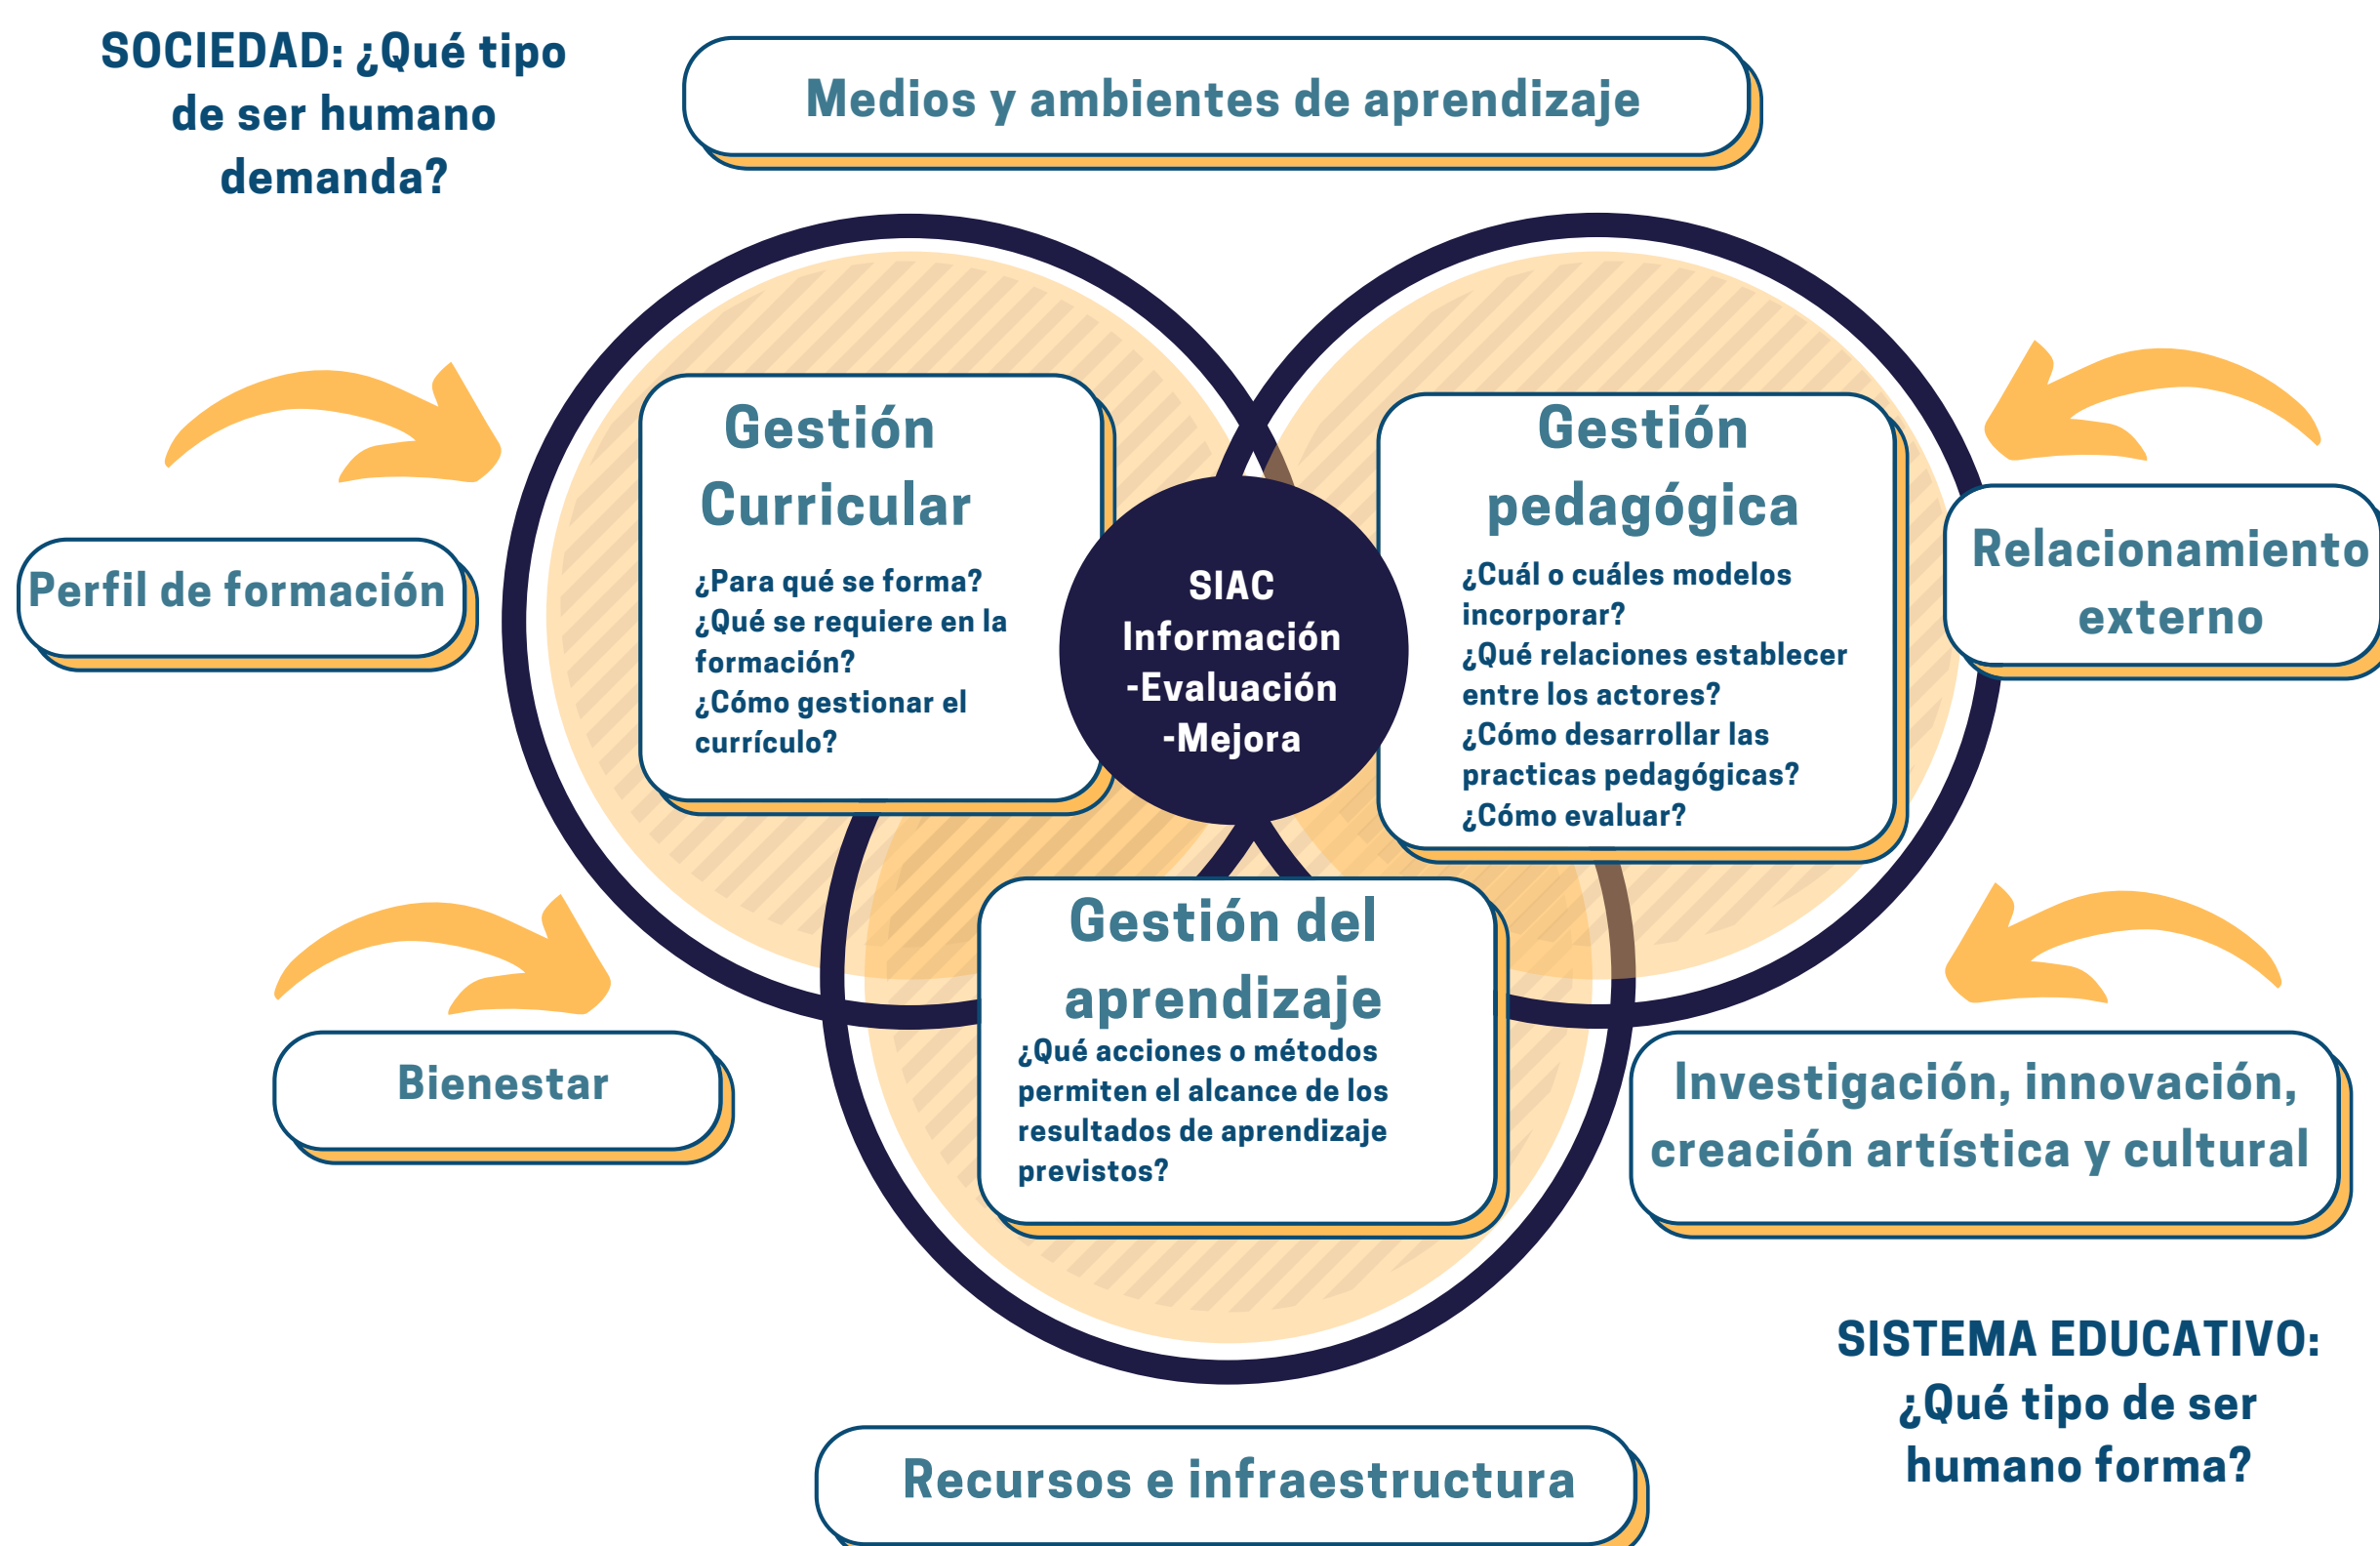 SOCIEDAD: ¿Qué tipo
de ser humano
demanda?
Medios y ambientes de aprendizaje
Gestión
Curricular
¿Para qué se forma?
¿Qué se requiere en la
formación?
¿Cómo gestionar el
currículo?
SIAC
Información
-Evaluación
-Mejora
Gestión
pedagógica
¿Cuál o cuáles modelos
incorporar?
¿Qué relaciones establecer
entre los actores?
¿Cómo desarrollar las
practicas pedagógicas?
¿Cómo evaluar?
Perfil de formación
Relacionamiento
externo
Gestión del
aprendizaje
¿Qué acciones o métodos
permiten el alcance de los
resultados de aprendizaje
previstos?
Bienestar
Investigación, innovación,
creación artística y cultural
SISTEMA EDUCATIVO:
¿Qué tipo de ser
humano forma?
Recursos e infraestructura